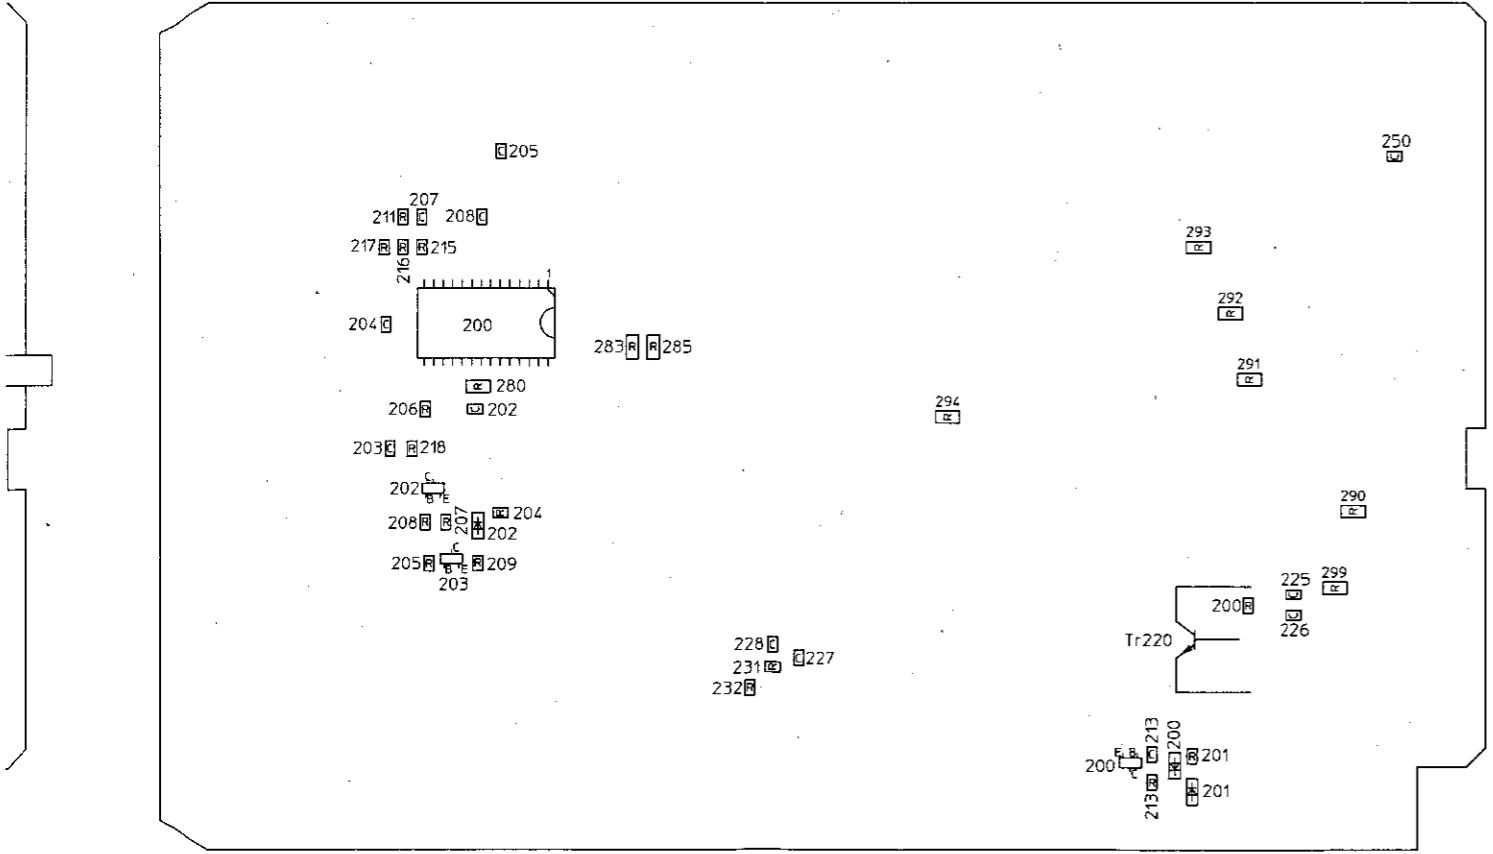 250
C
C 205
207
211 R C 208 C
217 R R R 215
216
293
R
1
292
R
204 C 200
283 R R 285
291
R
R 280
206 R C 202
294
R
203 C R 218
C
202
B E
290
R
R 204
208 R R 207
202
C
205 R R 209
B E
203
225 299
C R
200 R
C
226
Tr220
228 C
C 227
231 R
232 R
213 200
E B C R 201
200
C
R
213
201